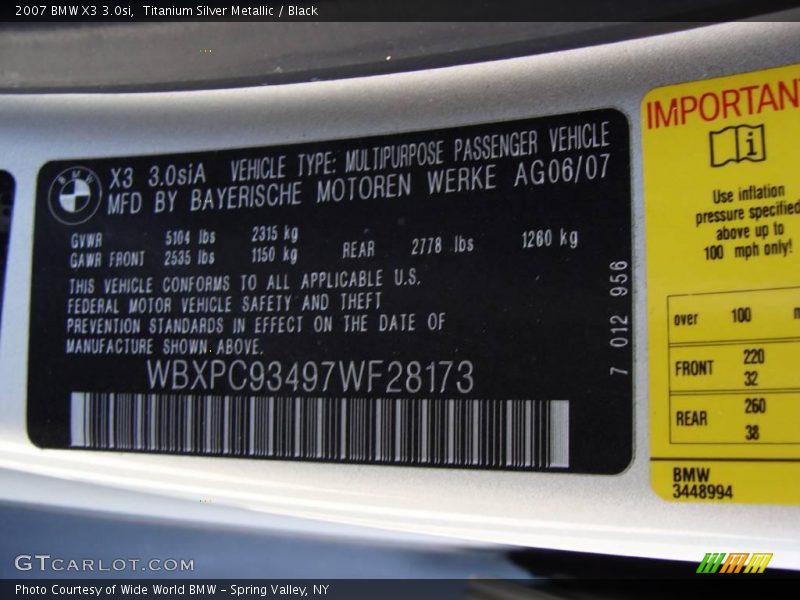 2007 BMW X3 3.0si, Titanium Silver Metallic / Black
BMW
X3 3.0siA VEHICLE TYPE: MULTIPURPOSE PASSENGER VEHICLE
MFD BY BAYERISCHE MOTOREN WERKE AG06/07
GVWR 5104 lbs 2315 kg
GAWR FRONT 2535 lbs 1150 kg REAR 2778 lbs 1260 kg
THIS VEHICLE CONFORMS TO ALL APPLICABLE U.S.
FEDERAL MOTOR VEHICLE SAFETY AND THEFT
PREVENTION STANDARDS IN EFFECT ON THE DATE OF
MANUFACTURE SHOWN ABOVE.
WBXPC93497WF28173
7 012 956
IMPORTAN
i
Use inflation
pressure specified
above up to
100 mph only!
over 100 m
FRONT 220
32
REAR 260
38
BMW
3448994
GTCARLOT.COM
Photo Courtesy of Wide World BMW - Spring Valley, NY